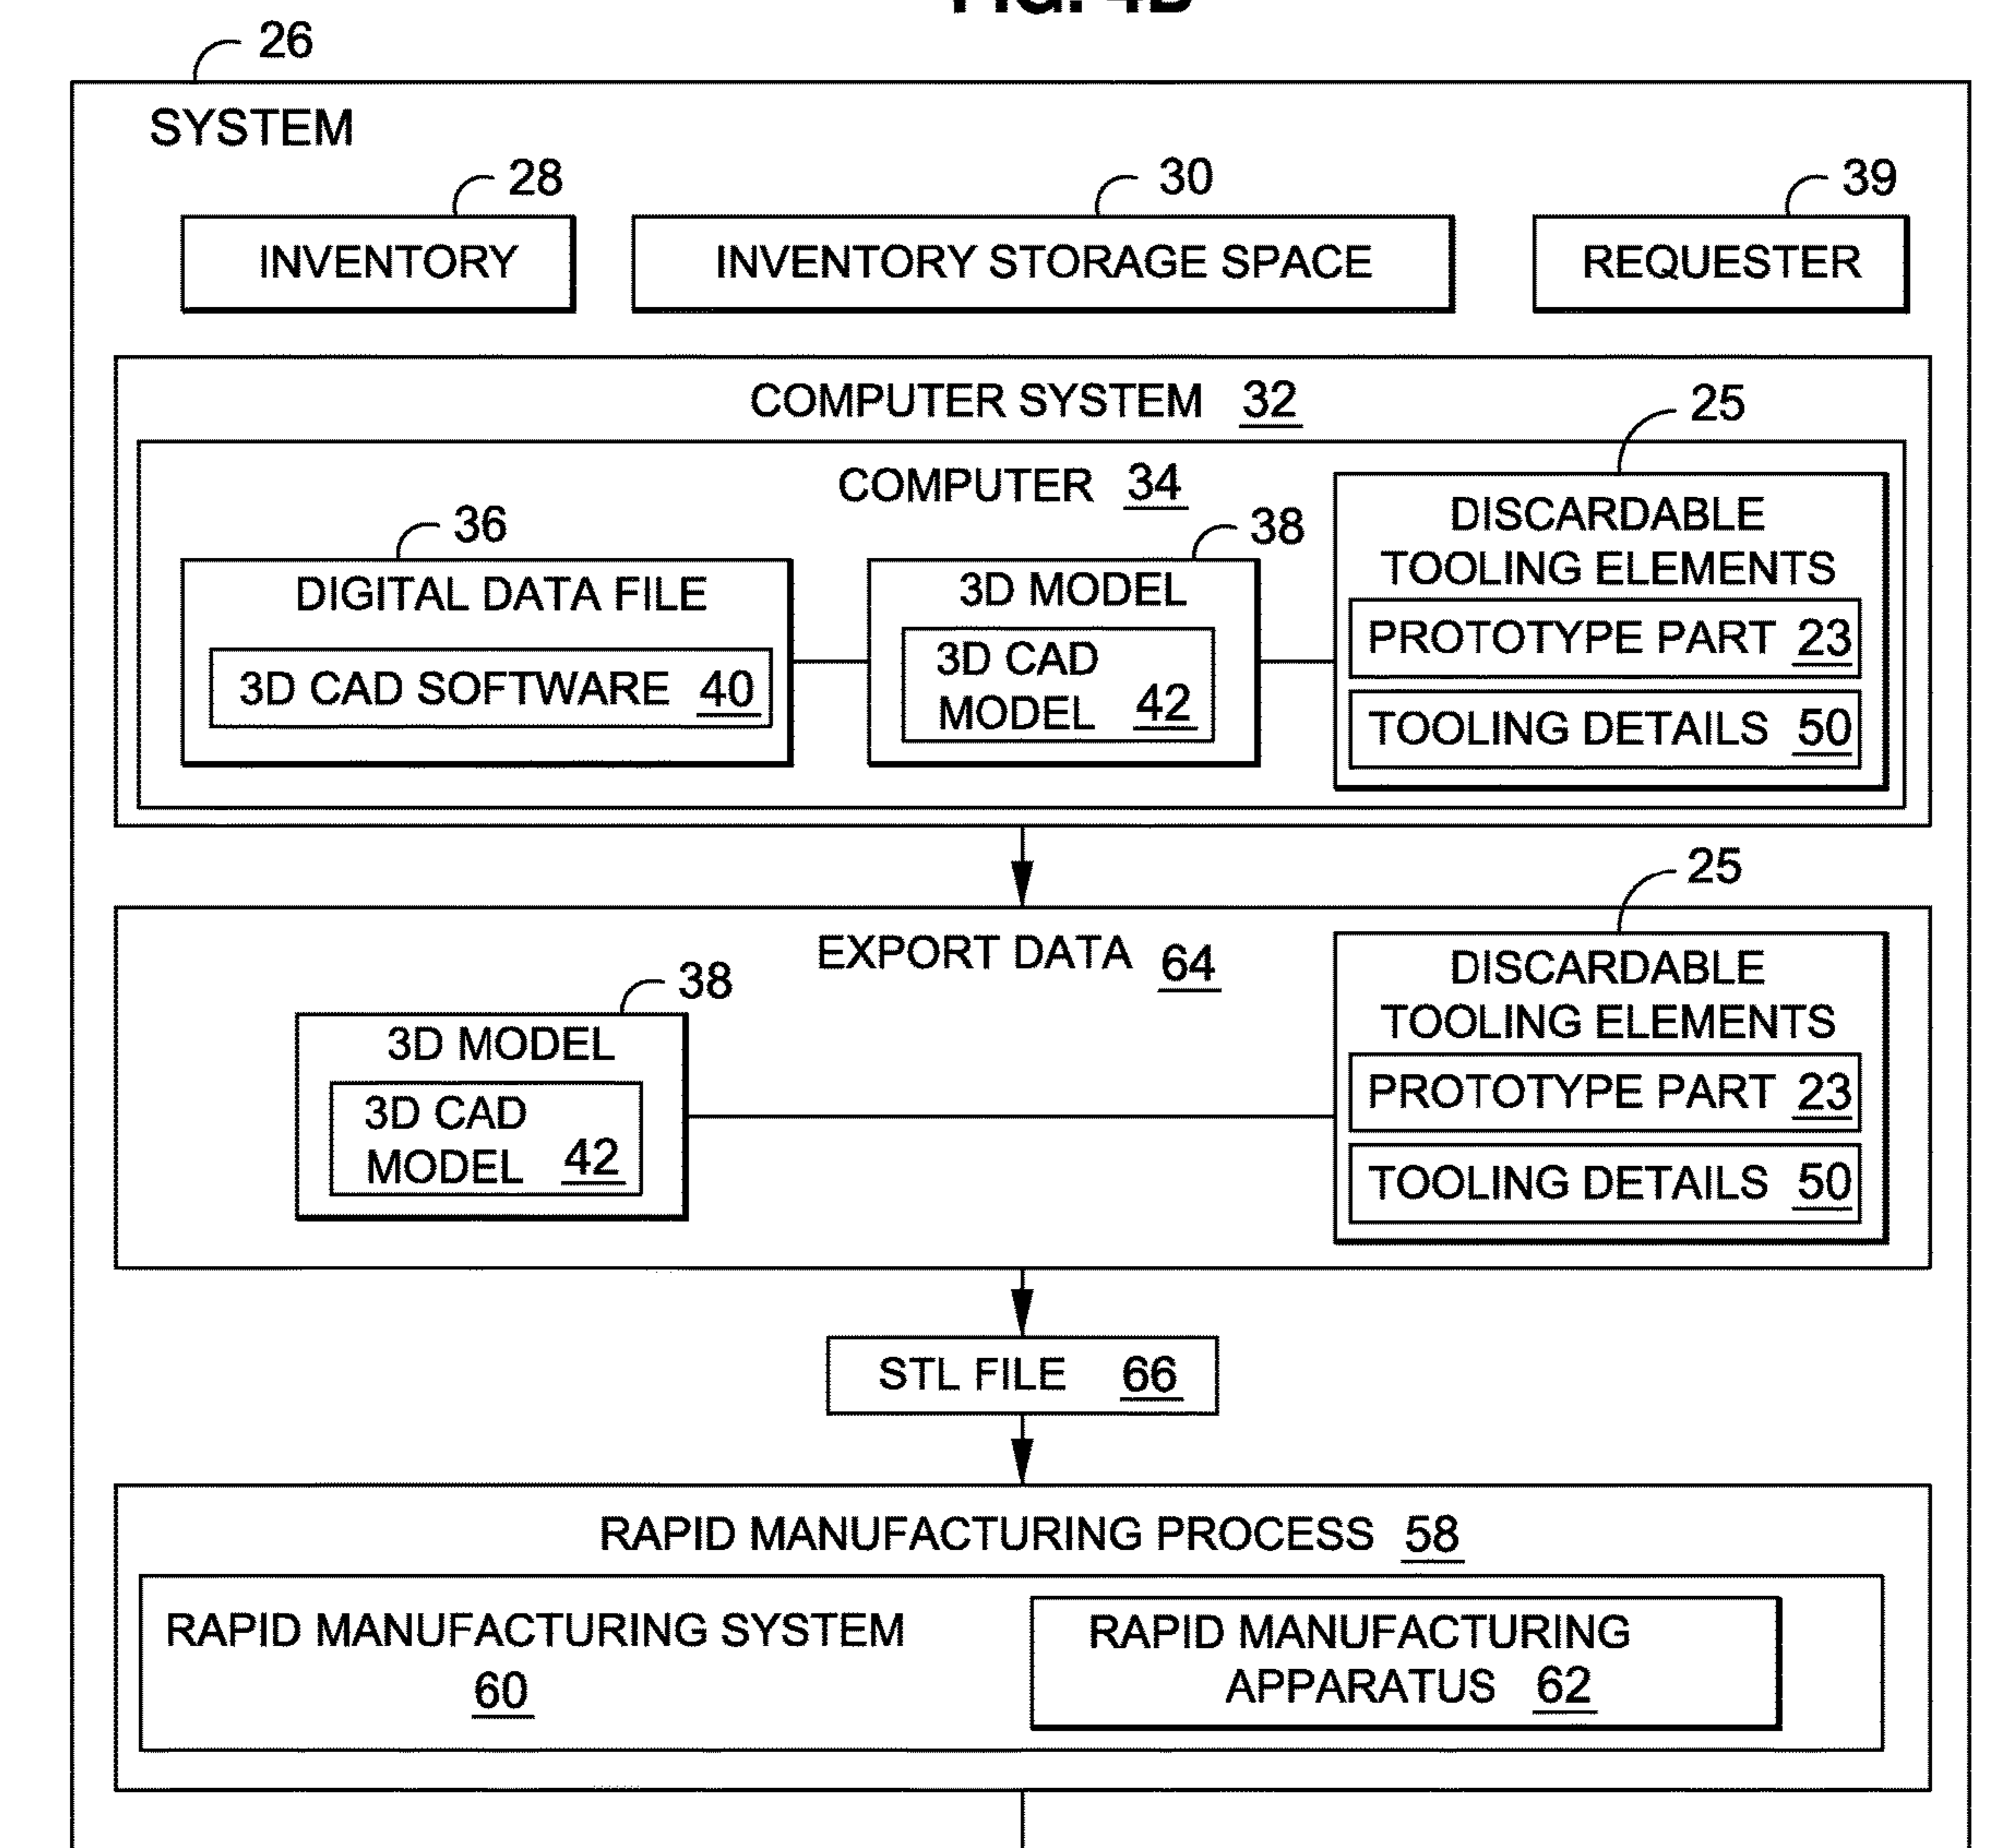 FIG. 4B
26
SYSTEM
28
30
39
INVENTORY
INVENTORY STORAGE SPACE
REQUESTER
COMPUTER SYSTEM 32
25
COMPUTER 34
36
38
DIGITAL DATA FILE
3D CAD SOFTWARE 40
3D MODEL
3D CAD
MODEL 42
DISCARDABLE
TOOLING ELEMENTS
PROTOTYPE PART 23
TOOLING DETAILS 50
25
EXPORT DATA 64
38
3D MODEL
3D CAD
MODEL 42
DISCARDABLE
TOOLING ELEMENTS
PROTOTYPE PART 23
TOOLING DETAILS 50
STL FILE 66
RAPID MANUFACTURING PROCESS 58
RAPID MANUFACTURING SYSTEM
60
RAPID MANUFACTURING
APPARATUS 62